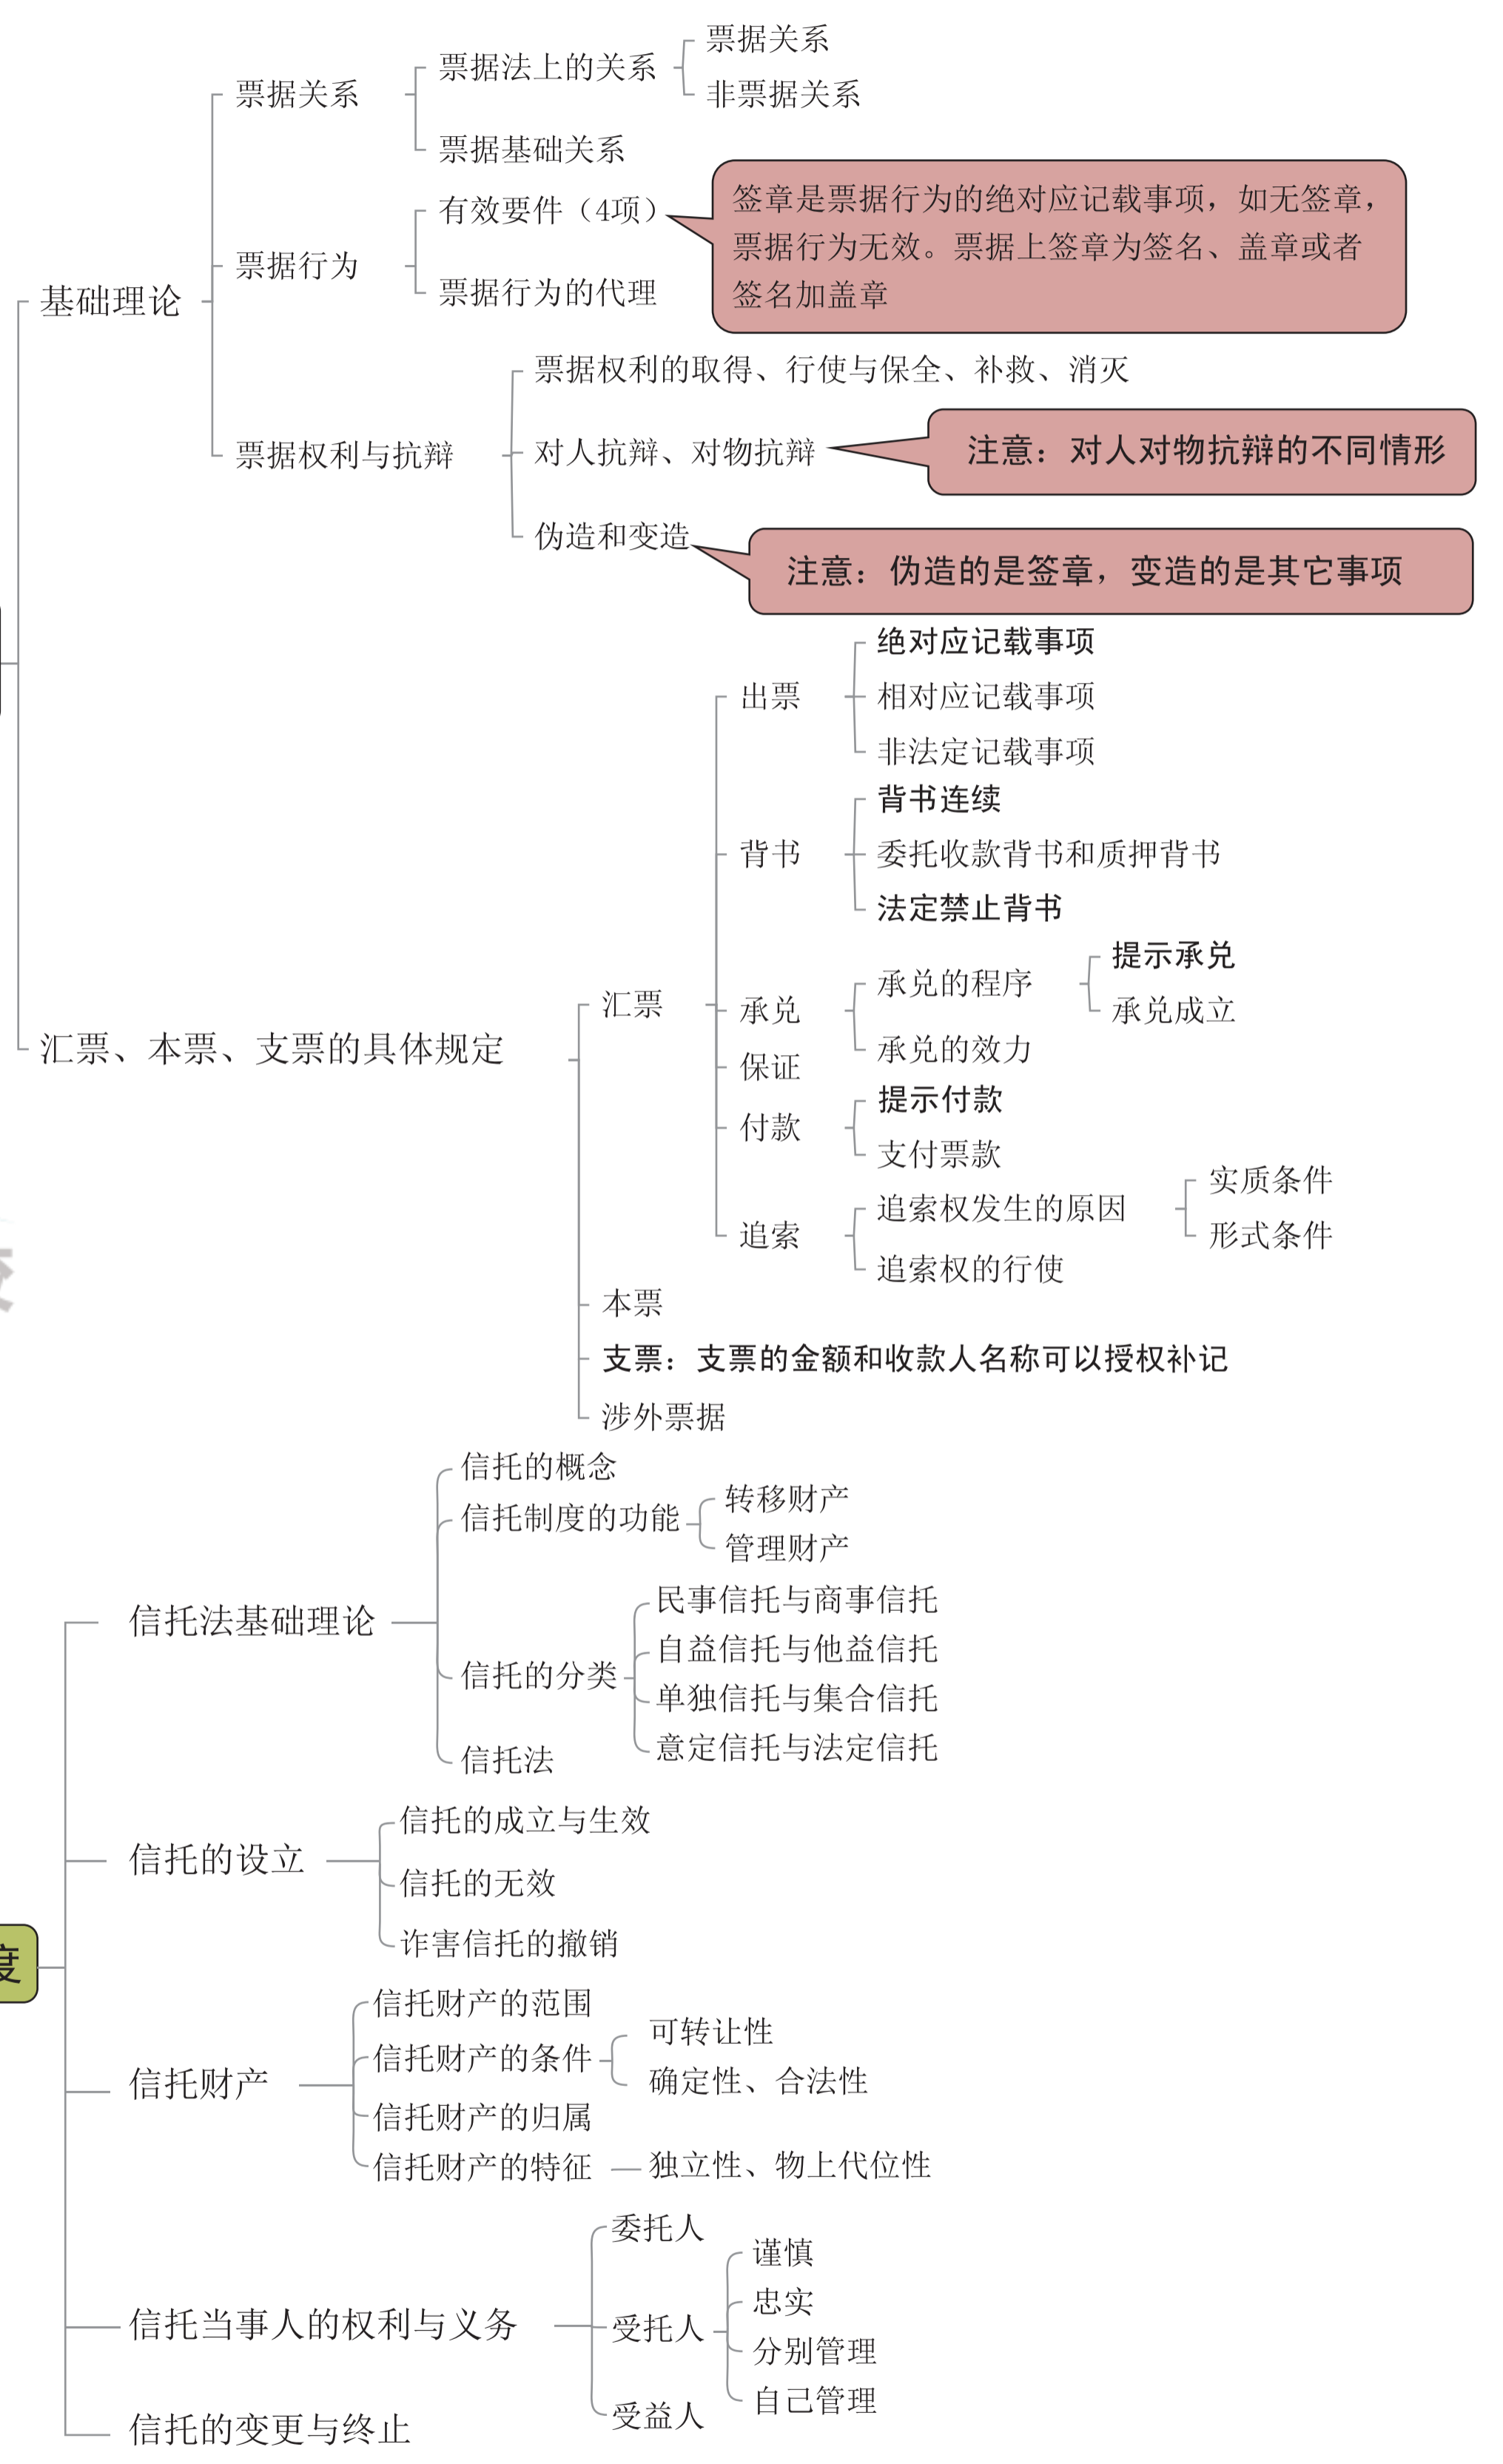 基础理论
票据关系
票据法上的关系
票据关系
非票据关系
票据基础关系
票据行为
有效要件（4项）
签章是票据行为的绝对应记载事项，如无签章，
票据行为无效。票据上签章为签名、盖章或者
签名加盖章
票据行为的代理
票据权利与抗辩
票据权利的取得、行使与保全、补救、消灭
对人抗辩、对物抗辩
注意：对人对物抗辩的不同情形
伪造和变造
注意：伪造的是签章，变造的是其它事项
汇票、本票、支票的具体规定
汇票
出票
绝对应记载事项
相对应记载事项
非法定记载事项
背书
背书连续
委托收款背书和质押背书
法定禁止背书
承兑
承兑的程序
提示承兑
承兑成立
承兑的效力
保证
付款
提示付款
支付票款
追索
追索权发生的原因
实质条件
形式条件
追索权的行使
本票
支票：支票的金额和收款人名称可以授权补记
涉外票据
度
信托法基础理论
信托的概念
信托制度的功能
转移财产
管理财产
信托的分类
民事信托与商事信托
自益信托与他益信托
单独信托与集合信托
意定信托与法定信托
信托法
信托的设立
信托的成立与生效
信托的无效
诈害信托的撤销
信托财产
信托财产的范围
信托财产的条件
可转让性
确定性、合法性
信托财产的归属
信托财产的特征
独立性、物上代位性
信托当事人的权利与义务
委托人
受托人
谨慎
忠实
分别管理
自己管理
受益人
信托的变更与终止